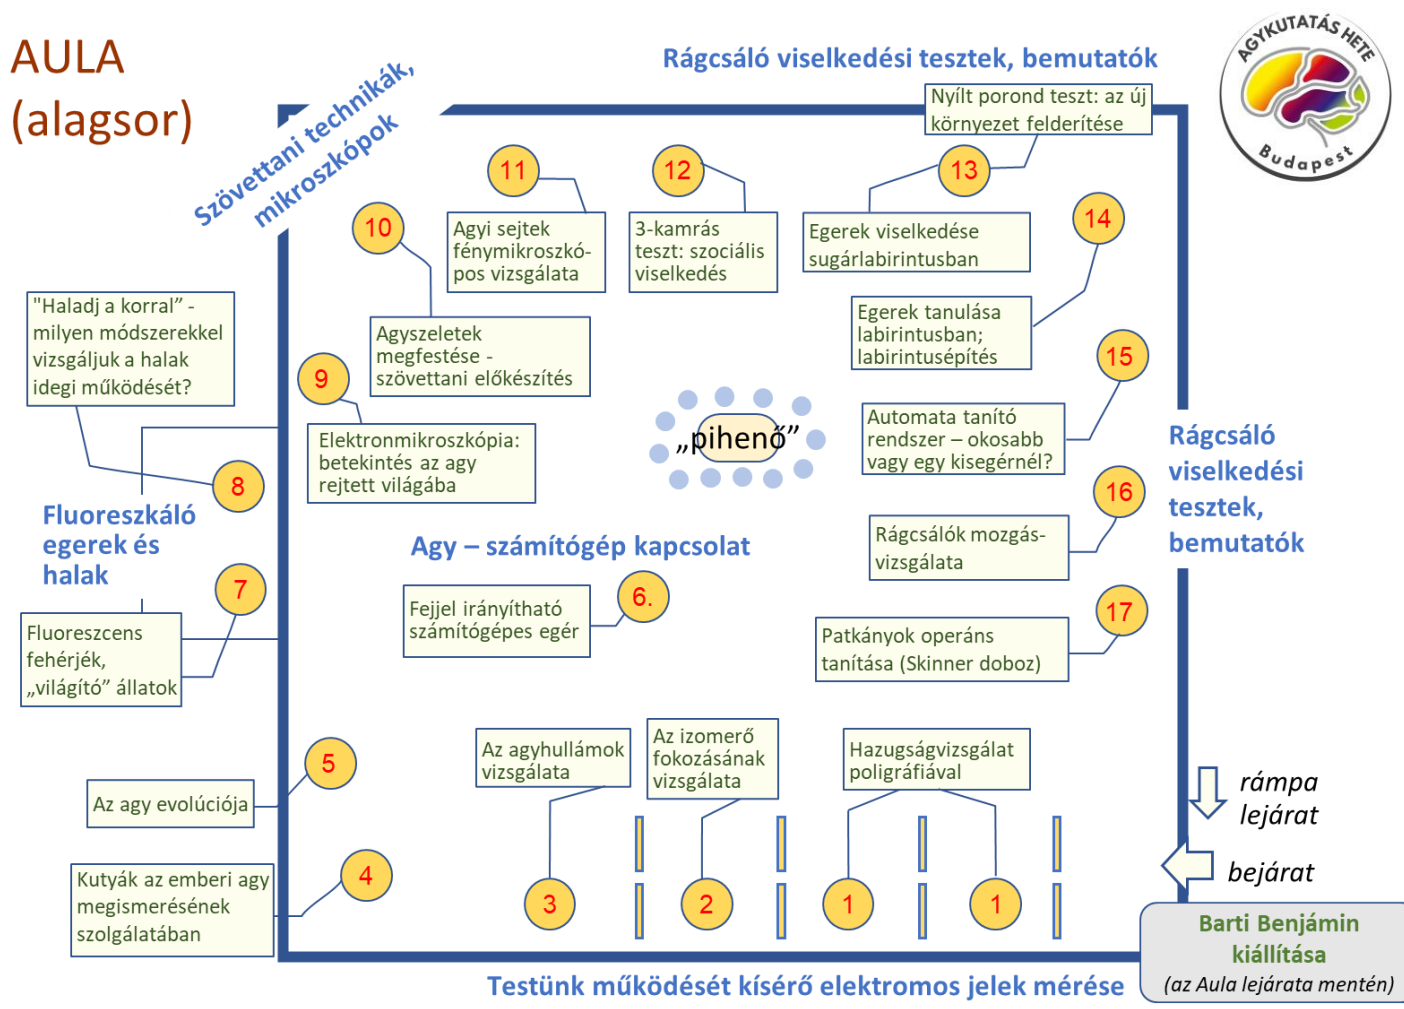 AULA
(alagsor)
Szövettani technikák,
mikroszkópok
Rágcsáló viselkedési tesztek, bemutatók
AGYKUTATÁS HETE
Budapest
Nyílt porond teszt: az új
környezet felderítése
11
12
13
Agyi sejtek
fénymikroszkó-
pos vizsgálata
3-kamrás
teszt: szociális
viselkedés
Egerek viselkedése
sugárlabirintusban
10
14
Agyszeletek
megfestése -
szövettani előkészítés
Egerek tanulása
labirintusban;
labirintusépítés
"Haladj a korral” -
milyen módszerekkel
vizsgáljuk a halak
idegi működését?
9
15
Elektronmikroszkópia:
betekintés az agy
rejtett világába
„pihenő”
Automata tanító
rendszer – okosabb
vagy egy kisegérnél?
Rágcsáló
viselkedési
tesztek,
bemutatók
8
16
Fluoreszkáló
egerek és
halak
Agy – számítógép kapcsolat
Rágcsálók mozgás-
vizsgálata
7
6.
17
Fejjel irányítható
számítógépes egér
Fluoreszcens
fehérjék,
„világító” állatok
Patkányok operáns
tanítása (Skinner doboz)
5
Az agyhullámok
vizsgálata
Az izomerő
fokozásának
vizsgálata
Hazugságvizsgálat
poligráfiával
Az agy evolúciója
rámpa
lejárat
bejárat
4
Kutyák az emberi agy
megismerésének
szolgálatában
3
2
1
1
Barti Benjámin
kiállítása
(az Aula lejárata mentén)
Testünk működését kísérő elektromos jelek mérése